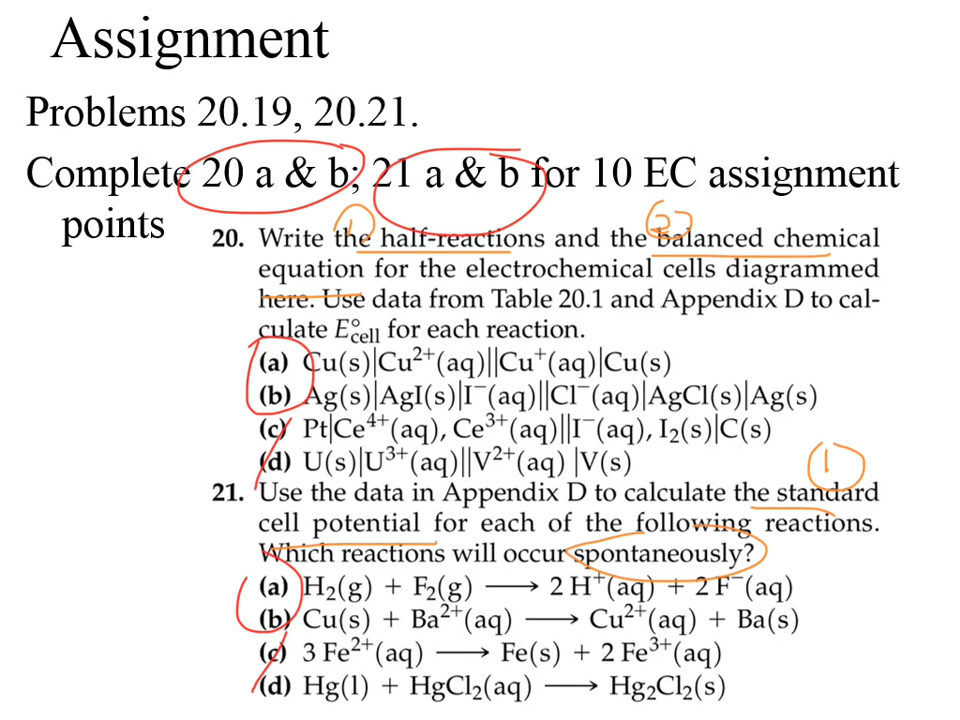 Assignment
Problems 20.19, 20.21.
Complete 20 a & b; 21 a & b for 10 EC assignment
points
1
2
20. Write the half-reactions and the balanced chemical
equation for the electrochemical cells diagrammed
here. Use data from Table 20.1 and Appendix D to cal-
culate E°cell for each reaction.
(a) Cu(s)|Cu²⁺(aq)||Cu⁺(aq)|Cu(s)
(b) Ag(s)|AgI(s)|I⁻(aq)||Cl⁻(aq)|AgCl(s)|Ag(s)
(c) Pt|Ce⁴⁺(aq), Ce³⁺(aq)||I⁻(aq), I₂(s)|C(s)
(d) U(s)|U³⁺(aq)||V²⁺(aq) |V(s)
1
21. Use the data in Appendix D to calculate the standard
cell potential for each of the following reactions.
Which reactions will occur spontaneously?
(a) H₂(g) + F₂(g) ⟶ 2 H⁺(aq) + 2 F⁻(aq)
(b) Cu(s) + Ba²⁺(aq) ⟶ Cu²⁺(aq) + Ba(s)
(c) 3 Fe²⁺(aq) ⟶ Fe(s) + 2 Fe³⁺(aq)
(d) Hg(l) + HgCl₂(aq) ⟶ Hg₂Cl₂(s)